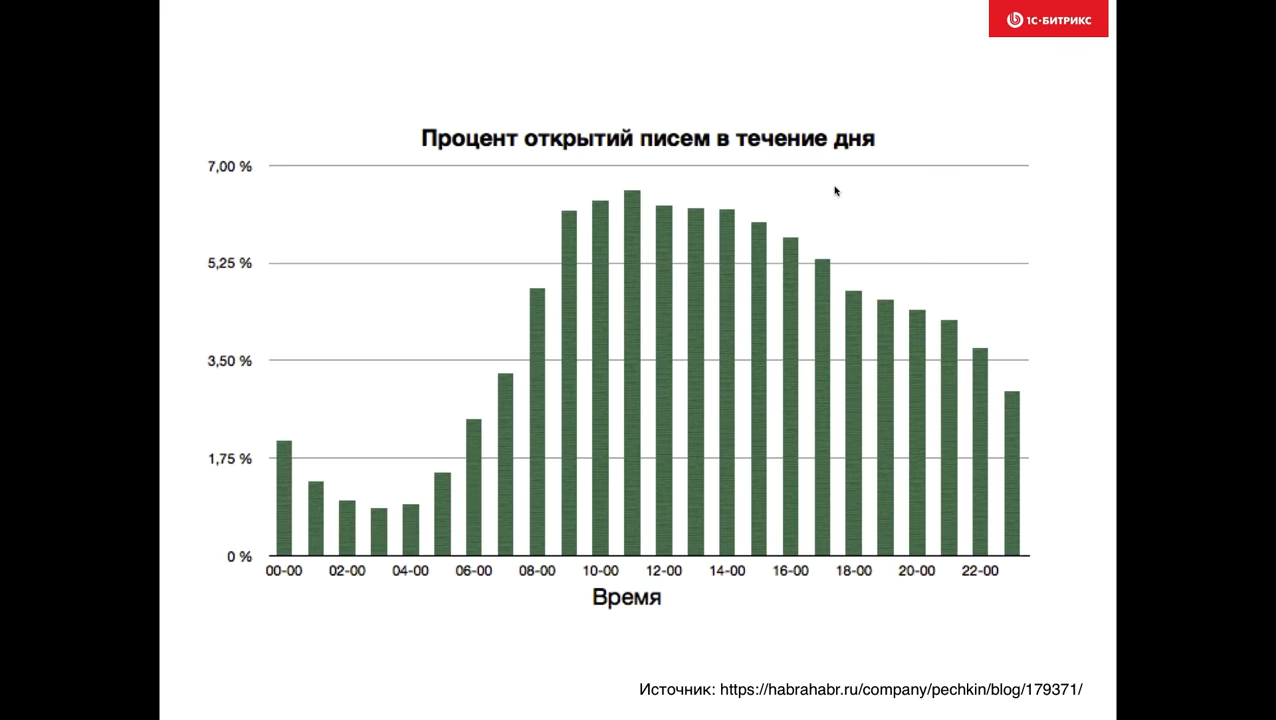 1С·БИТРИКС
Процент открытий писем в течение дня
7,00 %
5,25 %
3,50 %
1,75 %
0 %
00-00 02-00 04-00 06-00 08-00 10-00 12-00 14-00 16-00 18-00 20-00 22-00
Время
Источник: https://habrahabr.ru/company/pechkin/blog/179371/